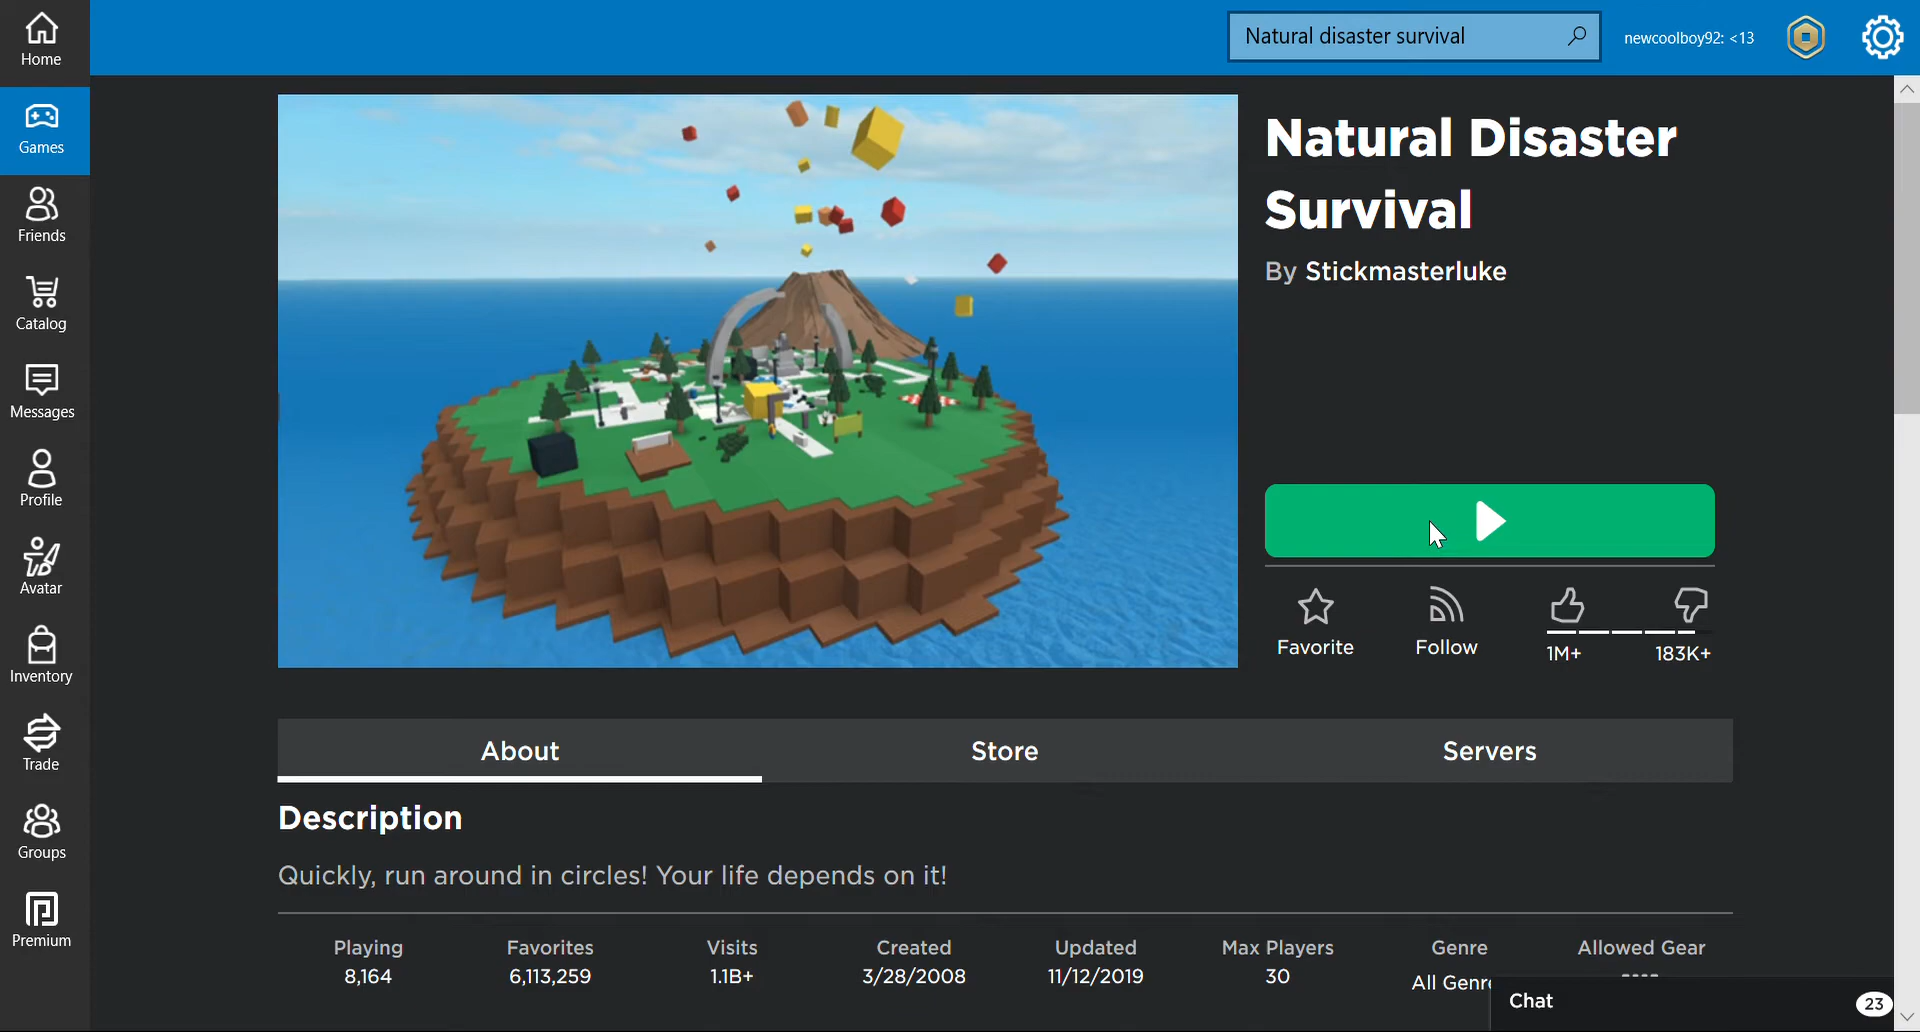 Home
Natural disaster survival
newcoolboy92: <13
Games
Friends
Catalog
Messages
Profile
Avatar
Inventory
Trade
Groups
Premium
Natural Disaster
Survival
By Stickmasterluke
Favorite
Follow
1M+
183K+
About
Store
Servers
Description
Quickly, run around in circles! Your life depends on it!
Playing
Favorites
Visits
Created
Updated
Max Players
Genre
Allowed Gear
8,164
6,113,259
1.1B+
3/28/2008
11/12/2019
30
All Genre
Chat
23